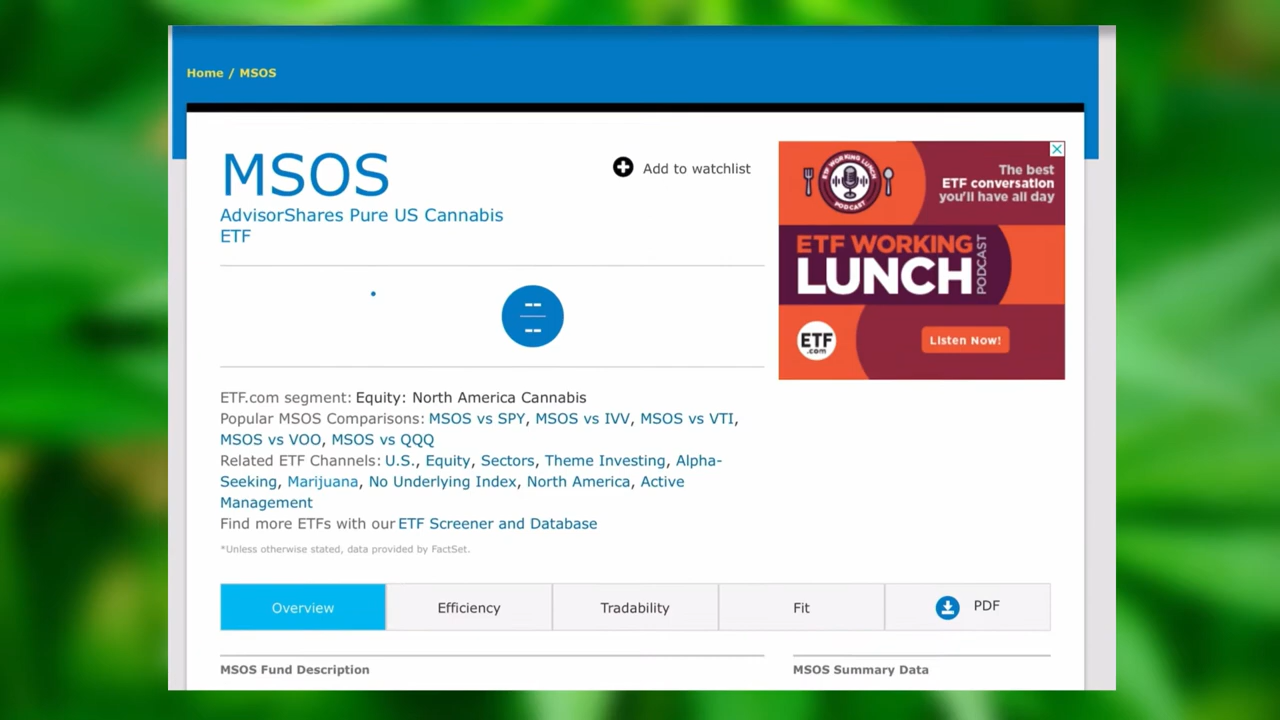 Home / MSOS
MSOS
AdvisorShares Pure US Cannabis
ETF
Add to watchlist
--
--
ETF WORKING LUNCH
PODCAST
The best
ETF conversation
you'll have all day
ETF WORKING
LUNCH
PODCAST
ETF
.com
Listen Now!
ETF.com segment: Equity: North America Cannabis
Popular MSOS Comparisons: MSOS vs SPY, MSOS vs IVV, MSOS vs VTI,
MSOS vs VOO, MSOS vs QQQ
Related ETF Channels: U.S., Equity, Sectors, Theme Investing, Alpha-
Seeking, Marijuana, No Underlying Index, North America, Active
Management
Find more ETFs with our ETF Screener and Database
*Unless otherwise stated, data provided by FactSet.
Overview
Efficiency
Tradability
Fit
PDF
MSOS Fund Description
MSOS Summary Data